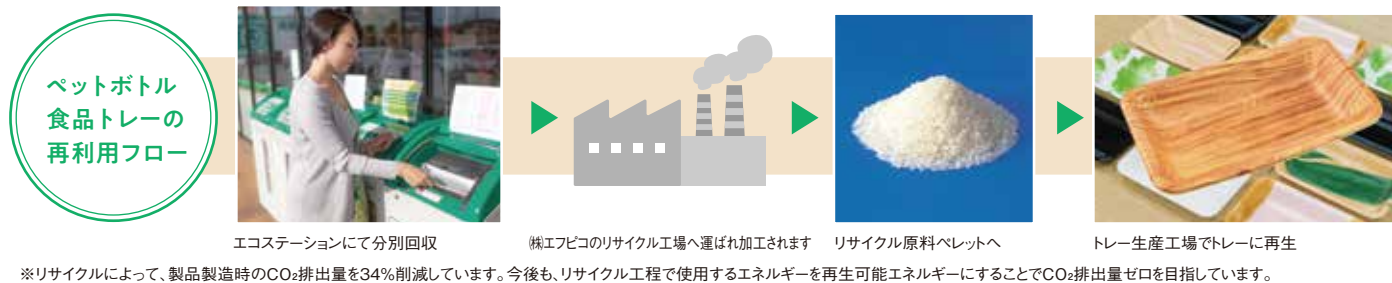 ペットボトル
食品トレーの
再利用フロー
エコステーションにて分別回収
㈱エフピコのリサイクル工場へ運ばれ加工されます
リサイクル原料ペレットへ
トレー生産工場でトレーに再生
※リサイクルによって、製品製造時のCO₂排出量を34%削減しています。今後も、リサイクル工程で使用するエネルギーを再生可能エネルギーにすることでCO₂排出量ゼロを目指しています。